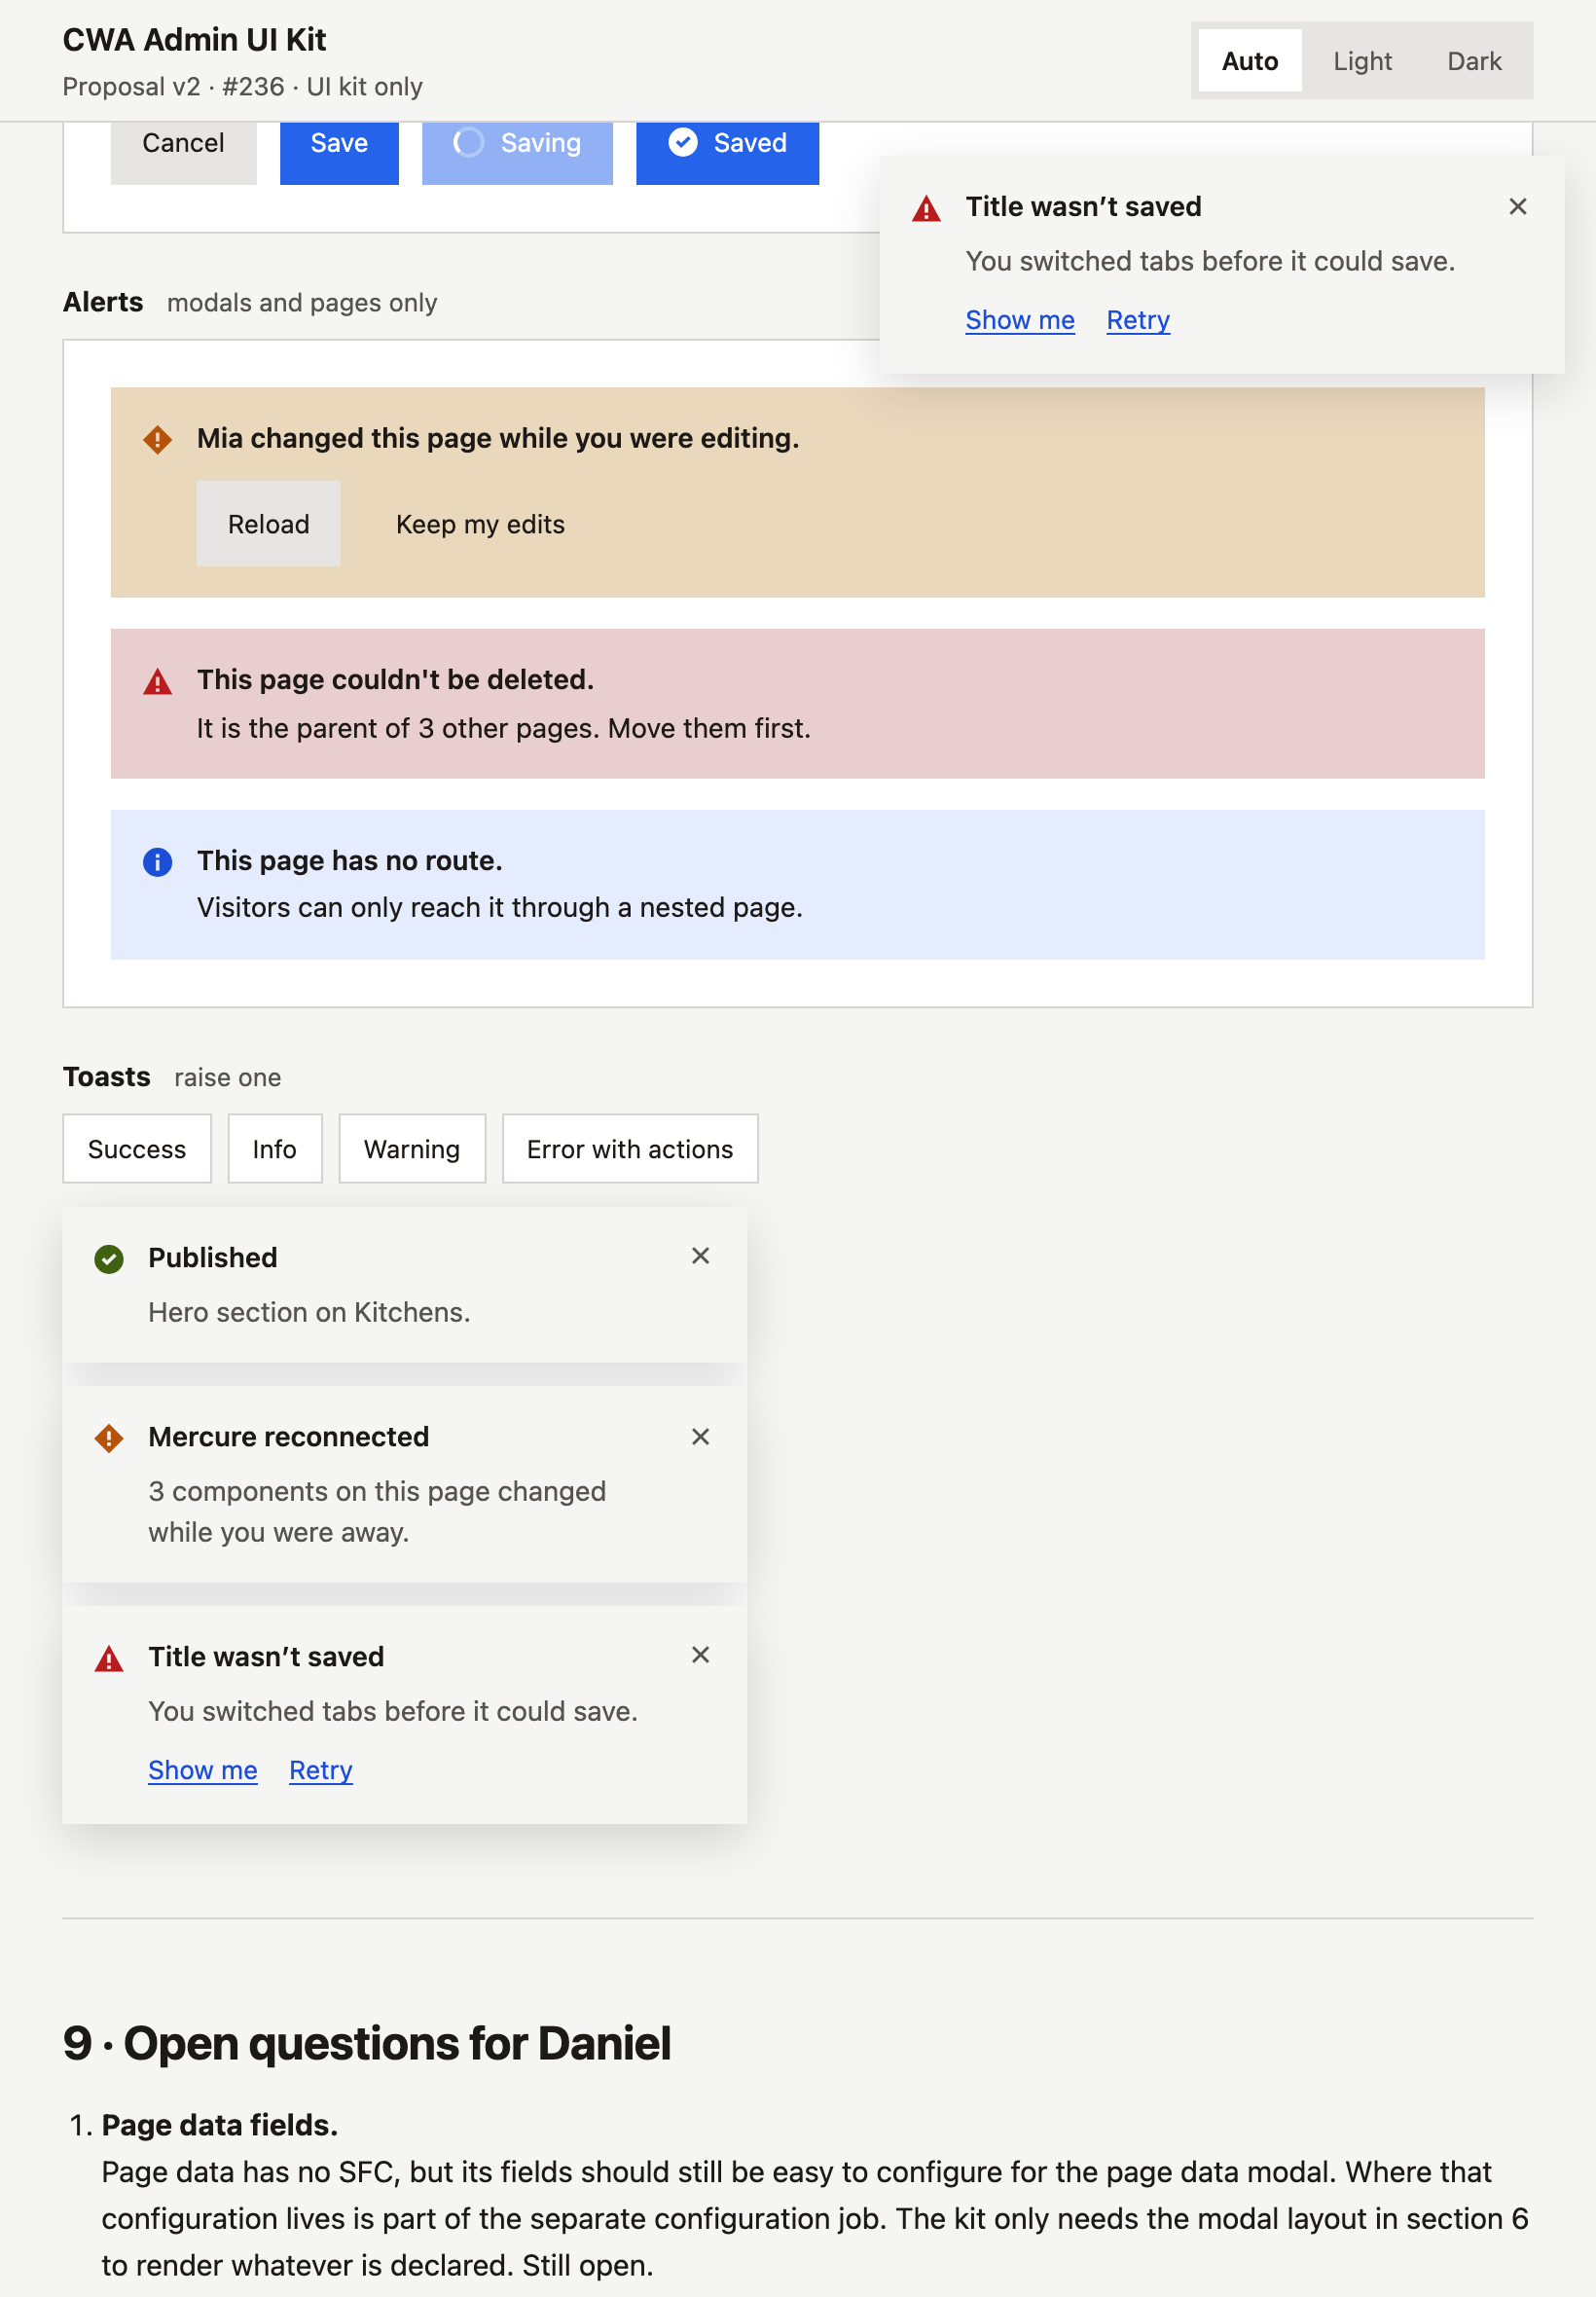 CWA Admin UI Kit
Proposal v2 · #236 · UI kit only
Auto Light Dark
Cancel Save Saving Saved
Title wasn’t saved
You switched tabs before it could save.
Show me Retry
Alerts modals and pages only
Mia changed this page while you were editing.
Reload Keep my edits
This page couldn't be deleted.
It is the parent of 3 other pages. Move them first.
This page has no route.
Visitors can only reach it through a nested page.
Toasts raise one
Success Info Warning Error with actions
Published
Hero section on Kitchens.
Mercure reconnected
3 components on this page changed
while you were away.
Title wasn’t saved
You switched tabs before it could save.
Show me Retry
9 · Open questions for Daniel
1. Page data fields.
Page data has no SFC, but its fields should still be easy to configure for the page data modal. Where that
configuration lives is part of the separate configuration job. The kit only needs the modal layout in section 6
to render whatever is declared. Still open.